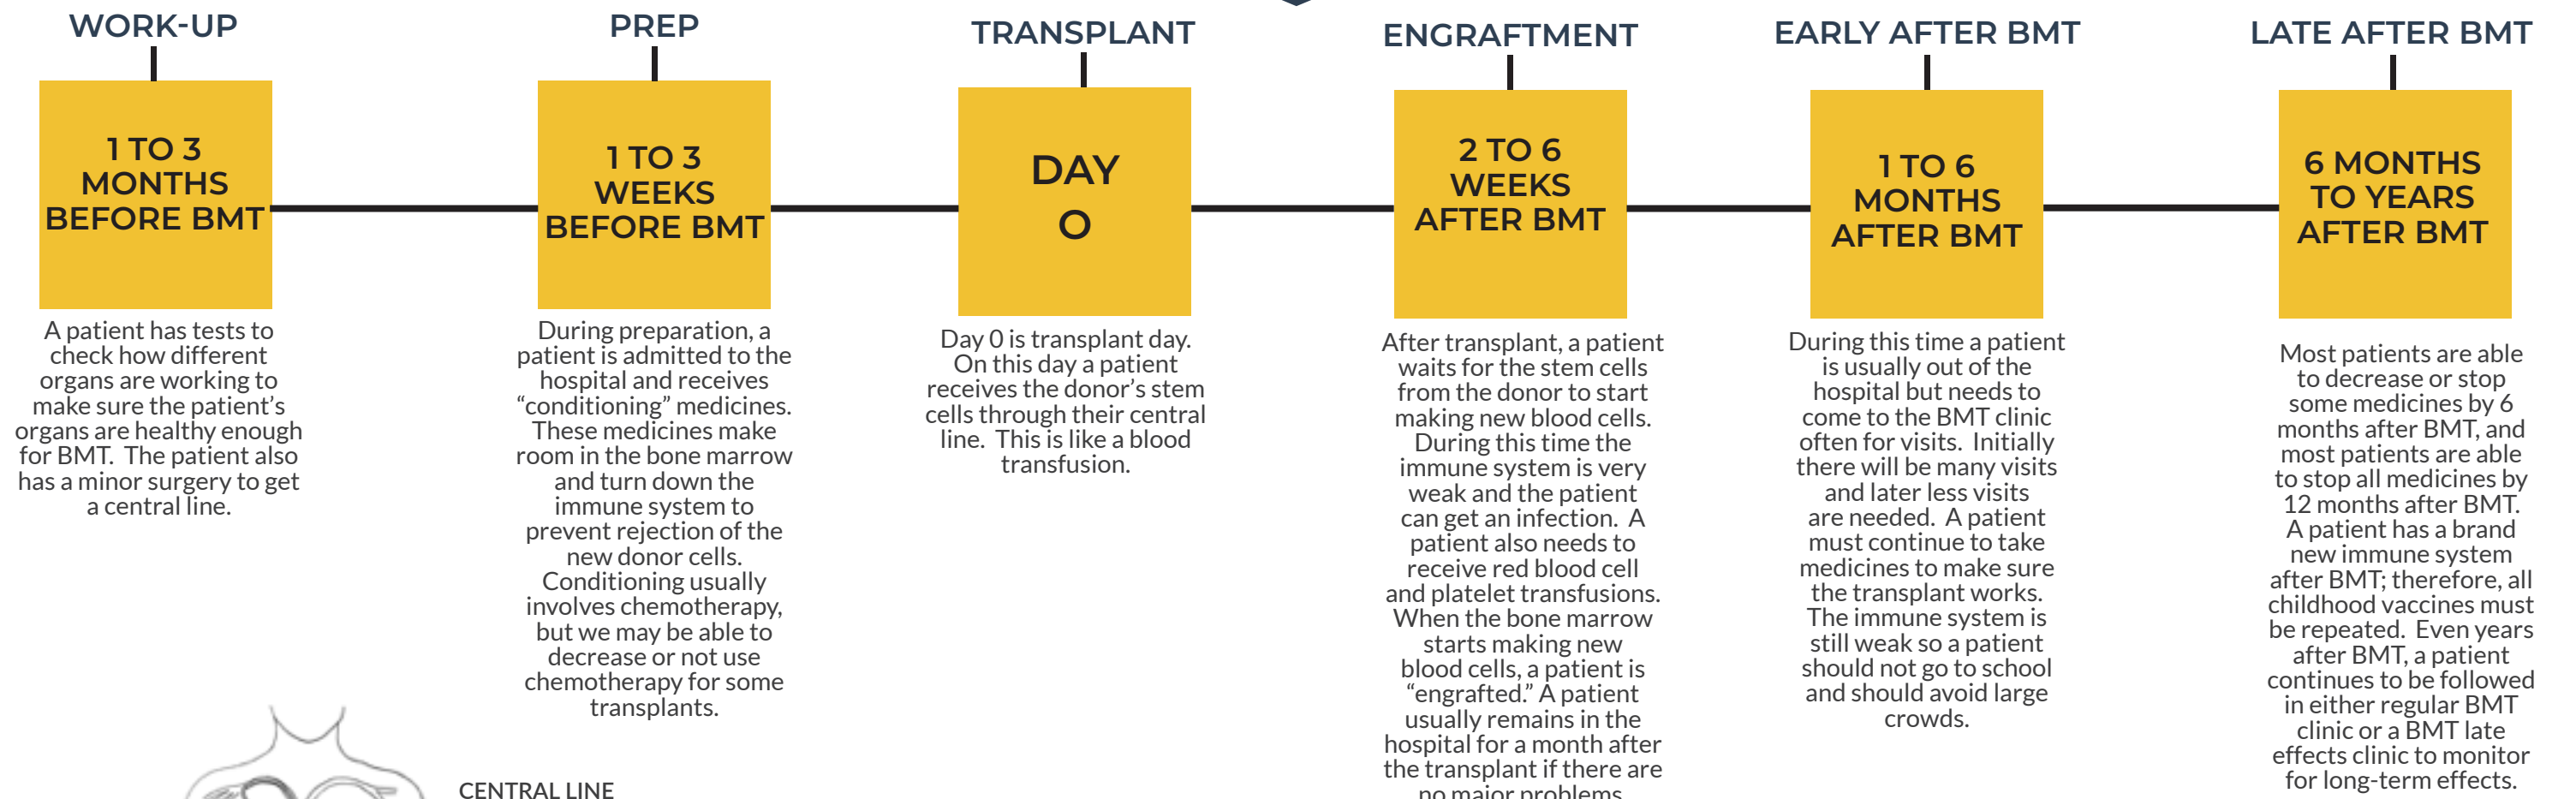 WORK-UP
1 TO 3
MONTHS
BEFORE BMT
A patient has tests to
check how different
organs are working to
make sure the patient’s
organs are healthy enough
for BMT.  The patient also
has a minor surgery to get
a central line.
PREP
1 TO 3
WEEKS
BEFORE BMT
During preparation, a
patient is admitted to the
hospital and receives
“conditioning” medicines.
These medicines make
room in the bone marrow
and turn down the
immune system to
prevent rejection of the
new donor cells.
Conditioning usually
involves chemotherapy,
but we may be able to
decrease or not use
chemotherapy for some
transplants.
TRANSPLANT
DAY
0
Day 0 is transplant day.
On this day a patient
receives the donor’s stem
cells through their central
line.  This is like a blood
transfusion.
ENGRAFTMENT
2 TO 6
WEEKS
AFTER BMT
After transplant, a patient
waits for the stem cells
from the donor to start
making new blood cells.
During this time the
immune system is very
weak and the patient
can get an infection.  A
patient also needs to
receive red blood cell
and platelet transfusions.
When the bone marrow
starts making new
blood cells, a patient is
“engrafted.” A patient
usually remains in the
hospital for a month after
the transplant if there are
no major problems
EARLY AFTER BMT
1 TO 6
MONTHS
AFTER BMT
During this time a patient
is usually out of the
hospital but needs to
come to the BMT clinic
often for visits.  Initially
there will be many visits
and later less visits
are needed.  A patient
must continue to take
medicines to make sure
the transplant works.
The immune system is
still weak so a patient
should not go to school
and should avoid large
crowds.
LATE AFTER BMT
6 MONTHS
TO YEARS
AFTER BMT
Most patients are able
to decrease or stop
some medicines by 6
months after BMT, and
most patients are able
to stop all medicines by
12 months after BMT.
A patient has a brand
new immune system
after BMT; therefore, all
childhood vaccines must
be repeated.  Even years
after BMT, a patient
continues to be followed
in either regular BMT
clinic or a BMT late
effects clinic to monitor
for long-term effects.
CENTRAL LINE